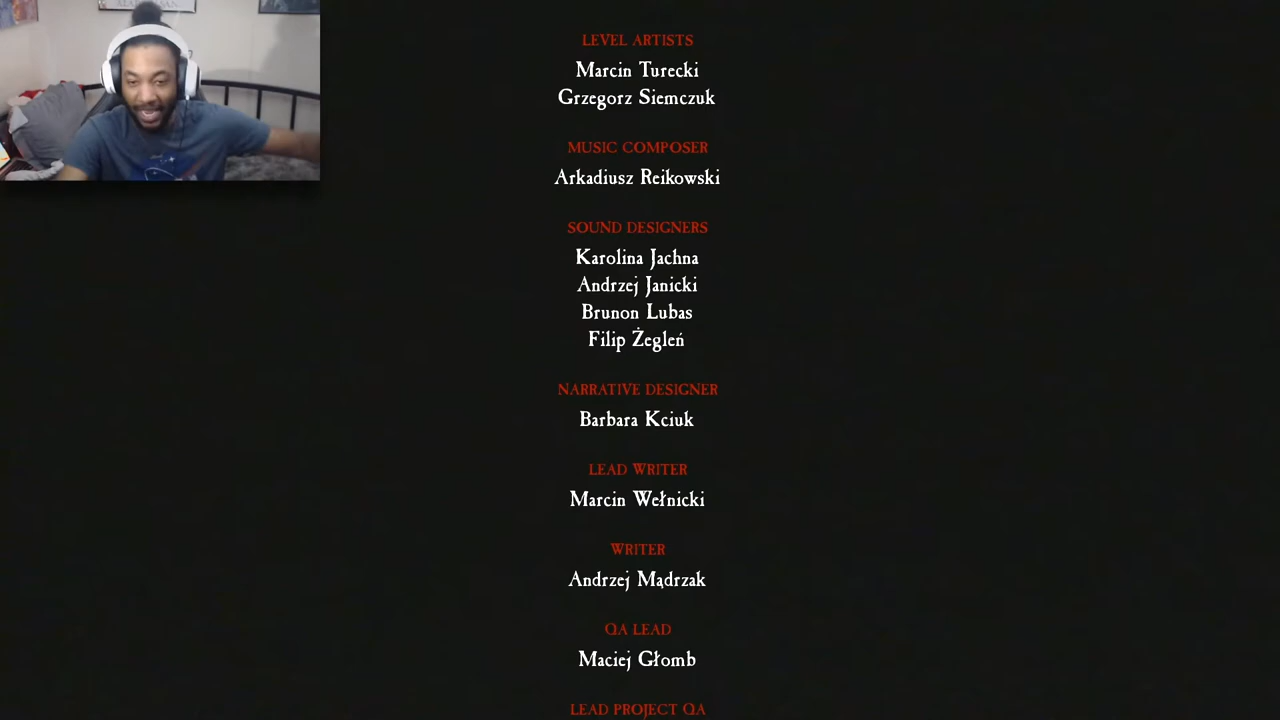 LEVEL ARTISTS
Marcin Turecki
Grzegorz Siemczuk
MUSIC COMPOSER
Arkadiusz Reikowski
SOUND DESIGNERS
Karolina Jachna
Andrzej Janicki
Brunon Lubas
Filip Żegleń
NARRATIVE DESIGNER
Barbara Kciuk
LEAD WRITER
Marcin Wełnicki
WRITER
Andrzej Mądrzak
QA LEAD
Maciej Głomb
LEAD PROJECT QA